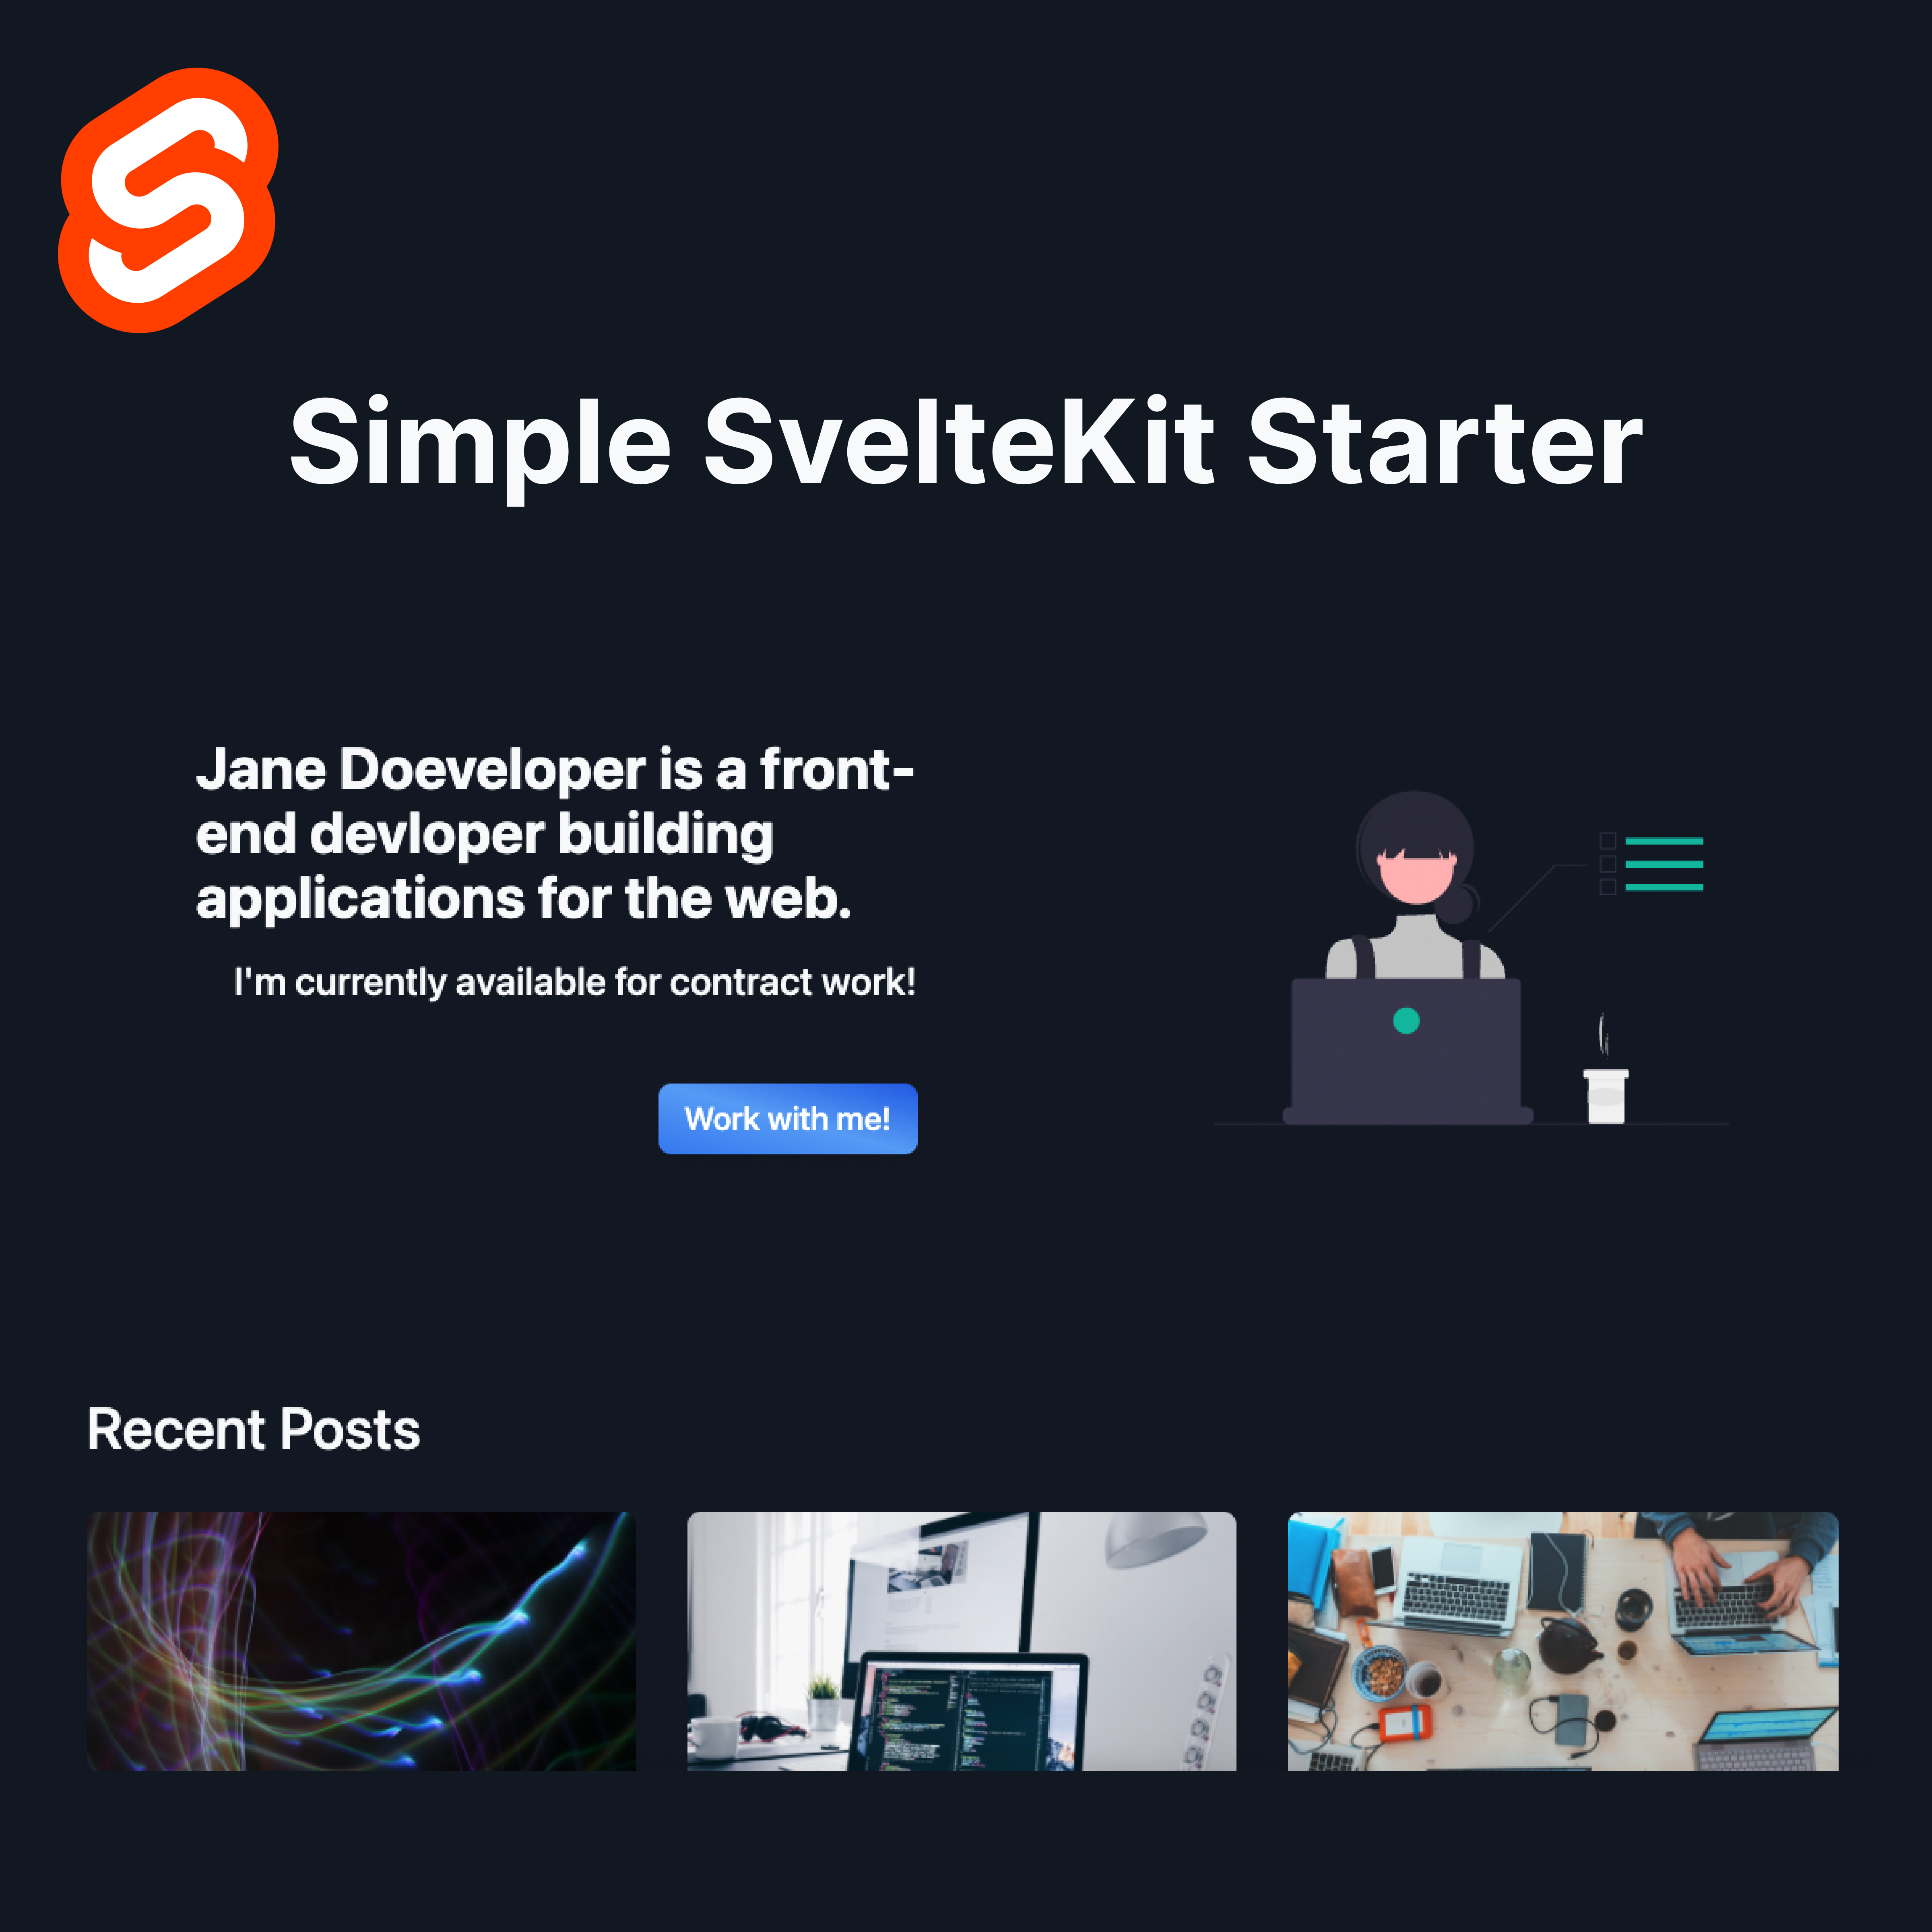 Simple SvelteKit Starter
Jane Doeveloper is a front-
end devloper building
applications for the web.
I'm currently available for contract work!
Work with me!
Recent Posts